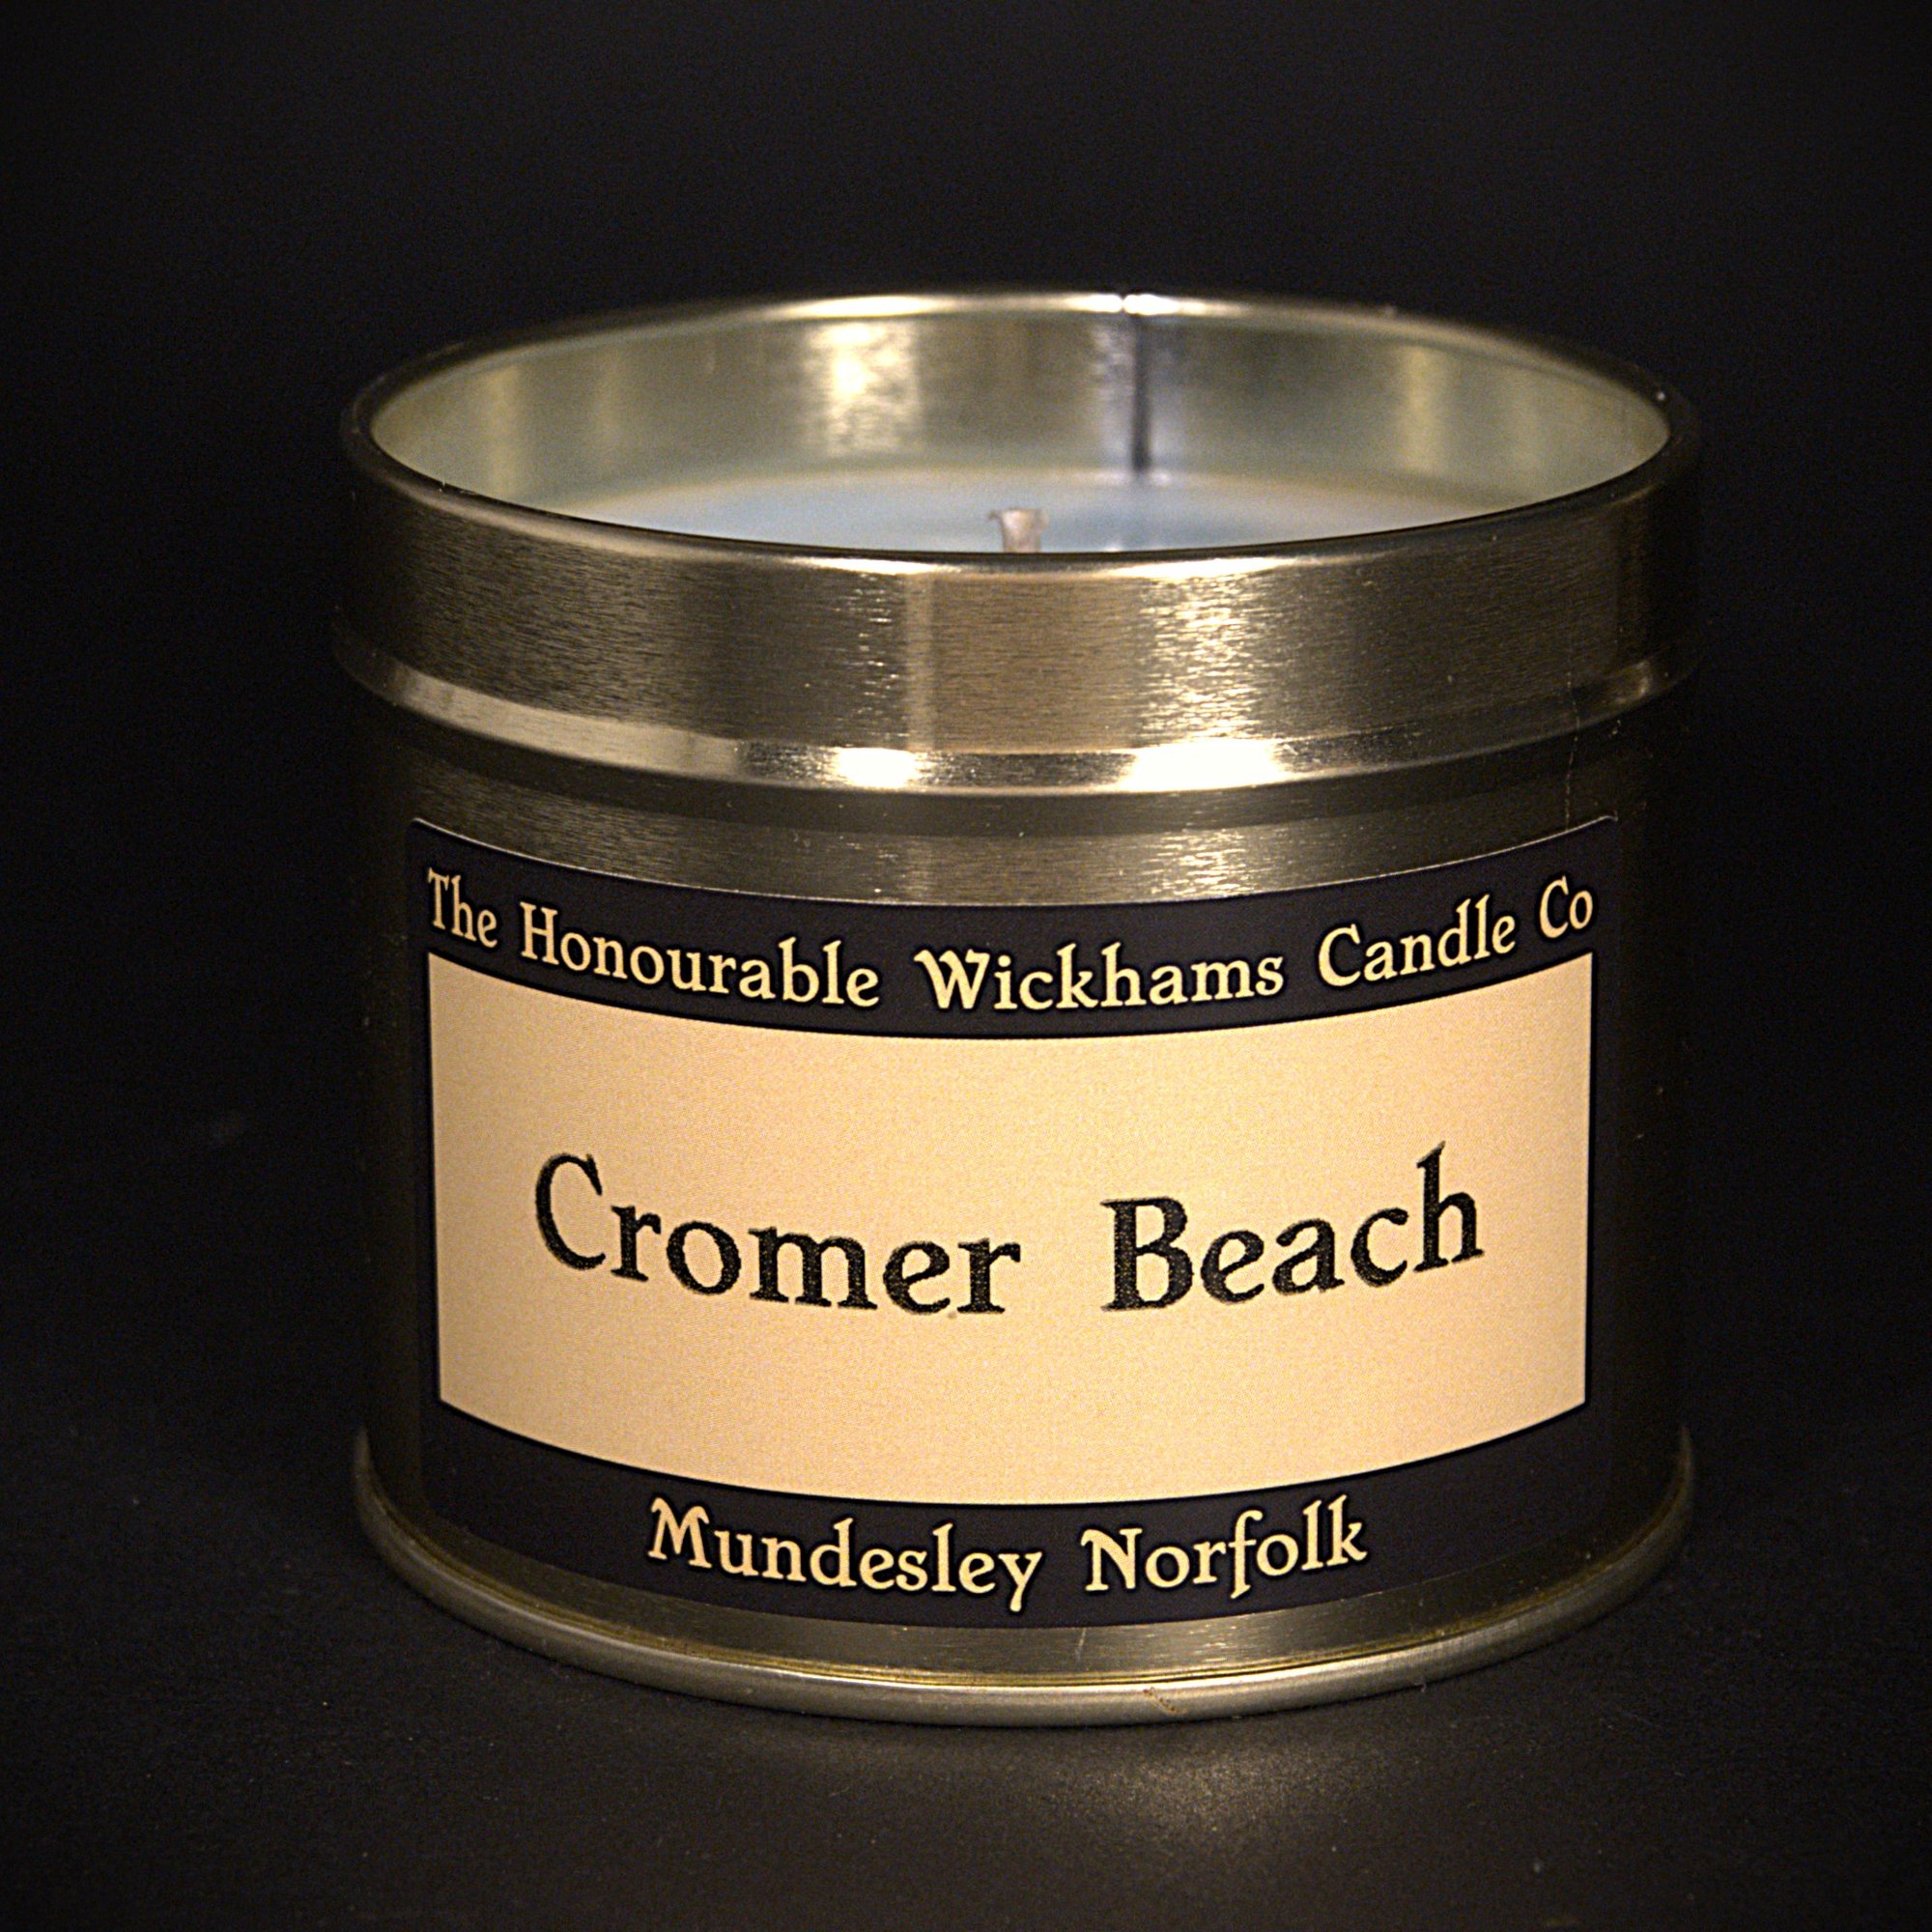 The Honourable Wickhams Candle Co
Cromer Beach
Mundesley Norfolk